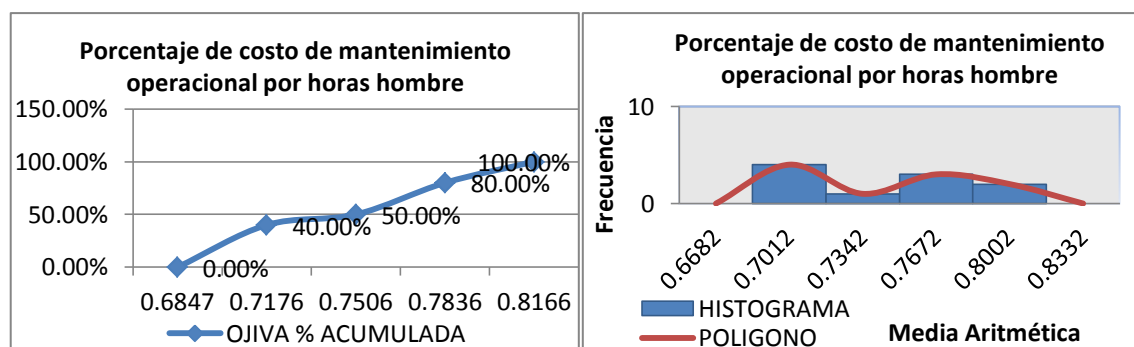 Porcentaje de costo de mantenimiento
operacional por horas hombre
150.00%
100.00%
50.00%
0.00%
0.00%
40.00%
50.00%
80.00%
100.00%
0.6847 0.7176 0.7506 0.7836 0.8166
OJIVA % ACUMULADA
Porcentaje de costo de mantenimiento
operacional por horas hombre
Frecuencia
10
0
0.6682 0.7012 0.7342 0.7672 0.8002 0.8332
HISTOGRAMA
POLIGONO
Media Aritmética